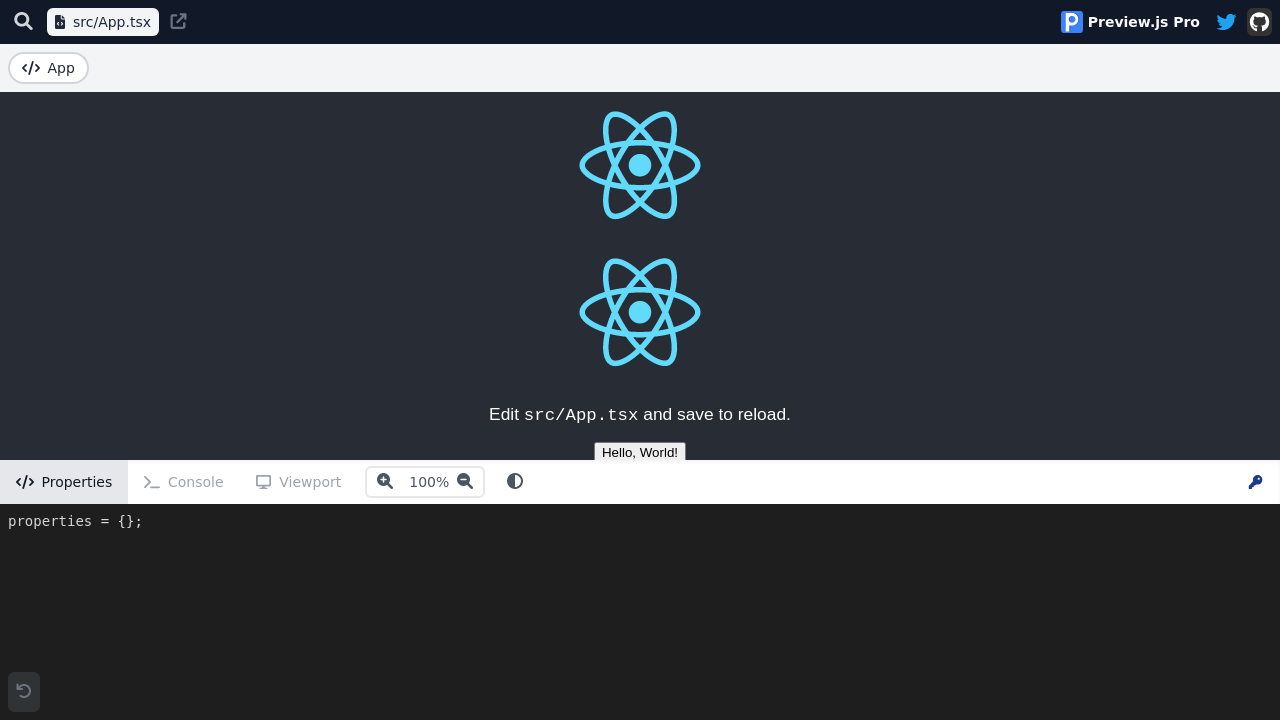 src/App.tsx
Preview.js Pro
App
Edit src/App.tsx and save to reload.
Hello, World!
Properties
Console
Viewport
100%
properties = {};